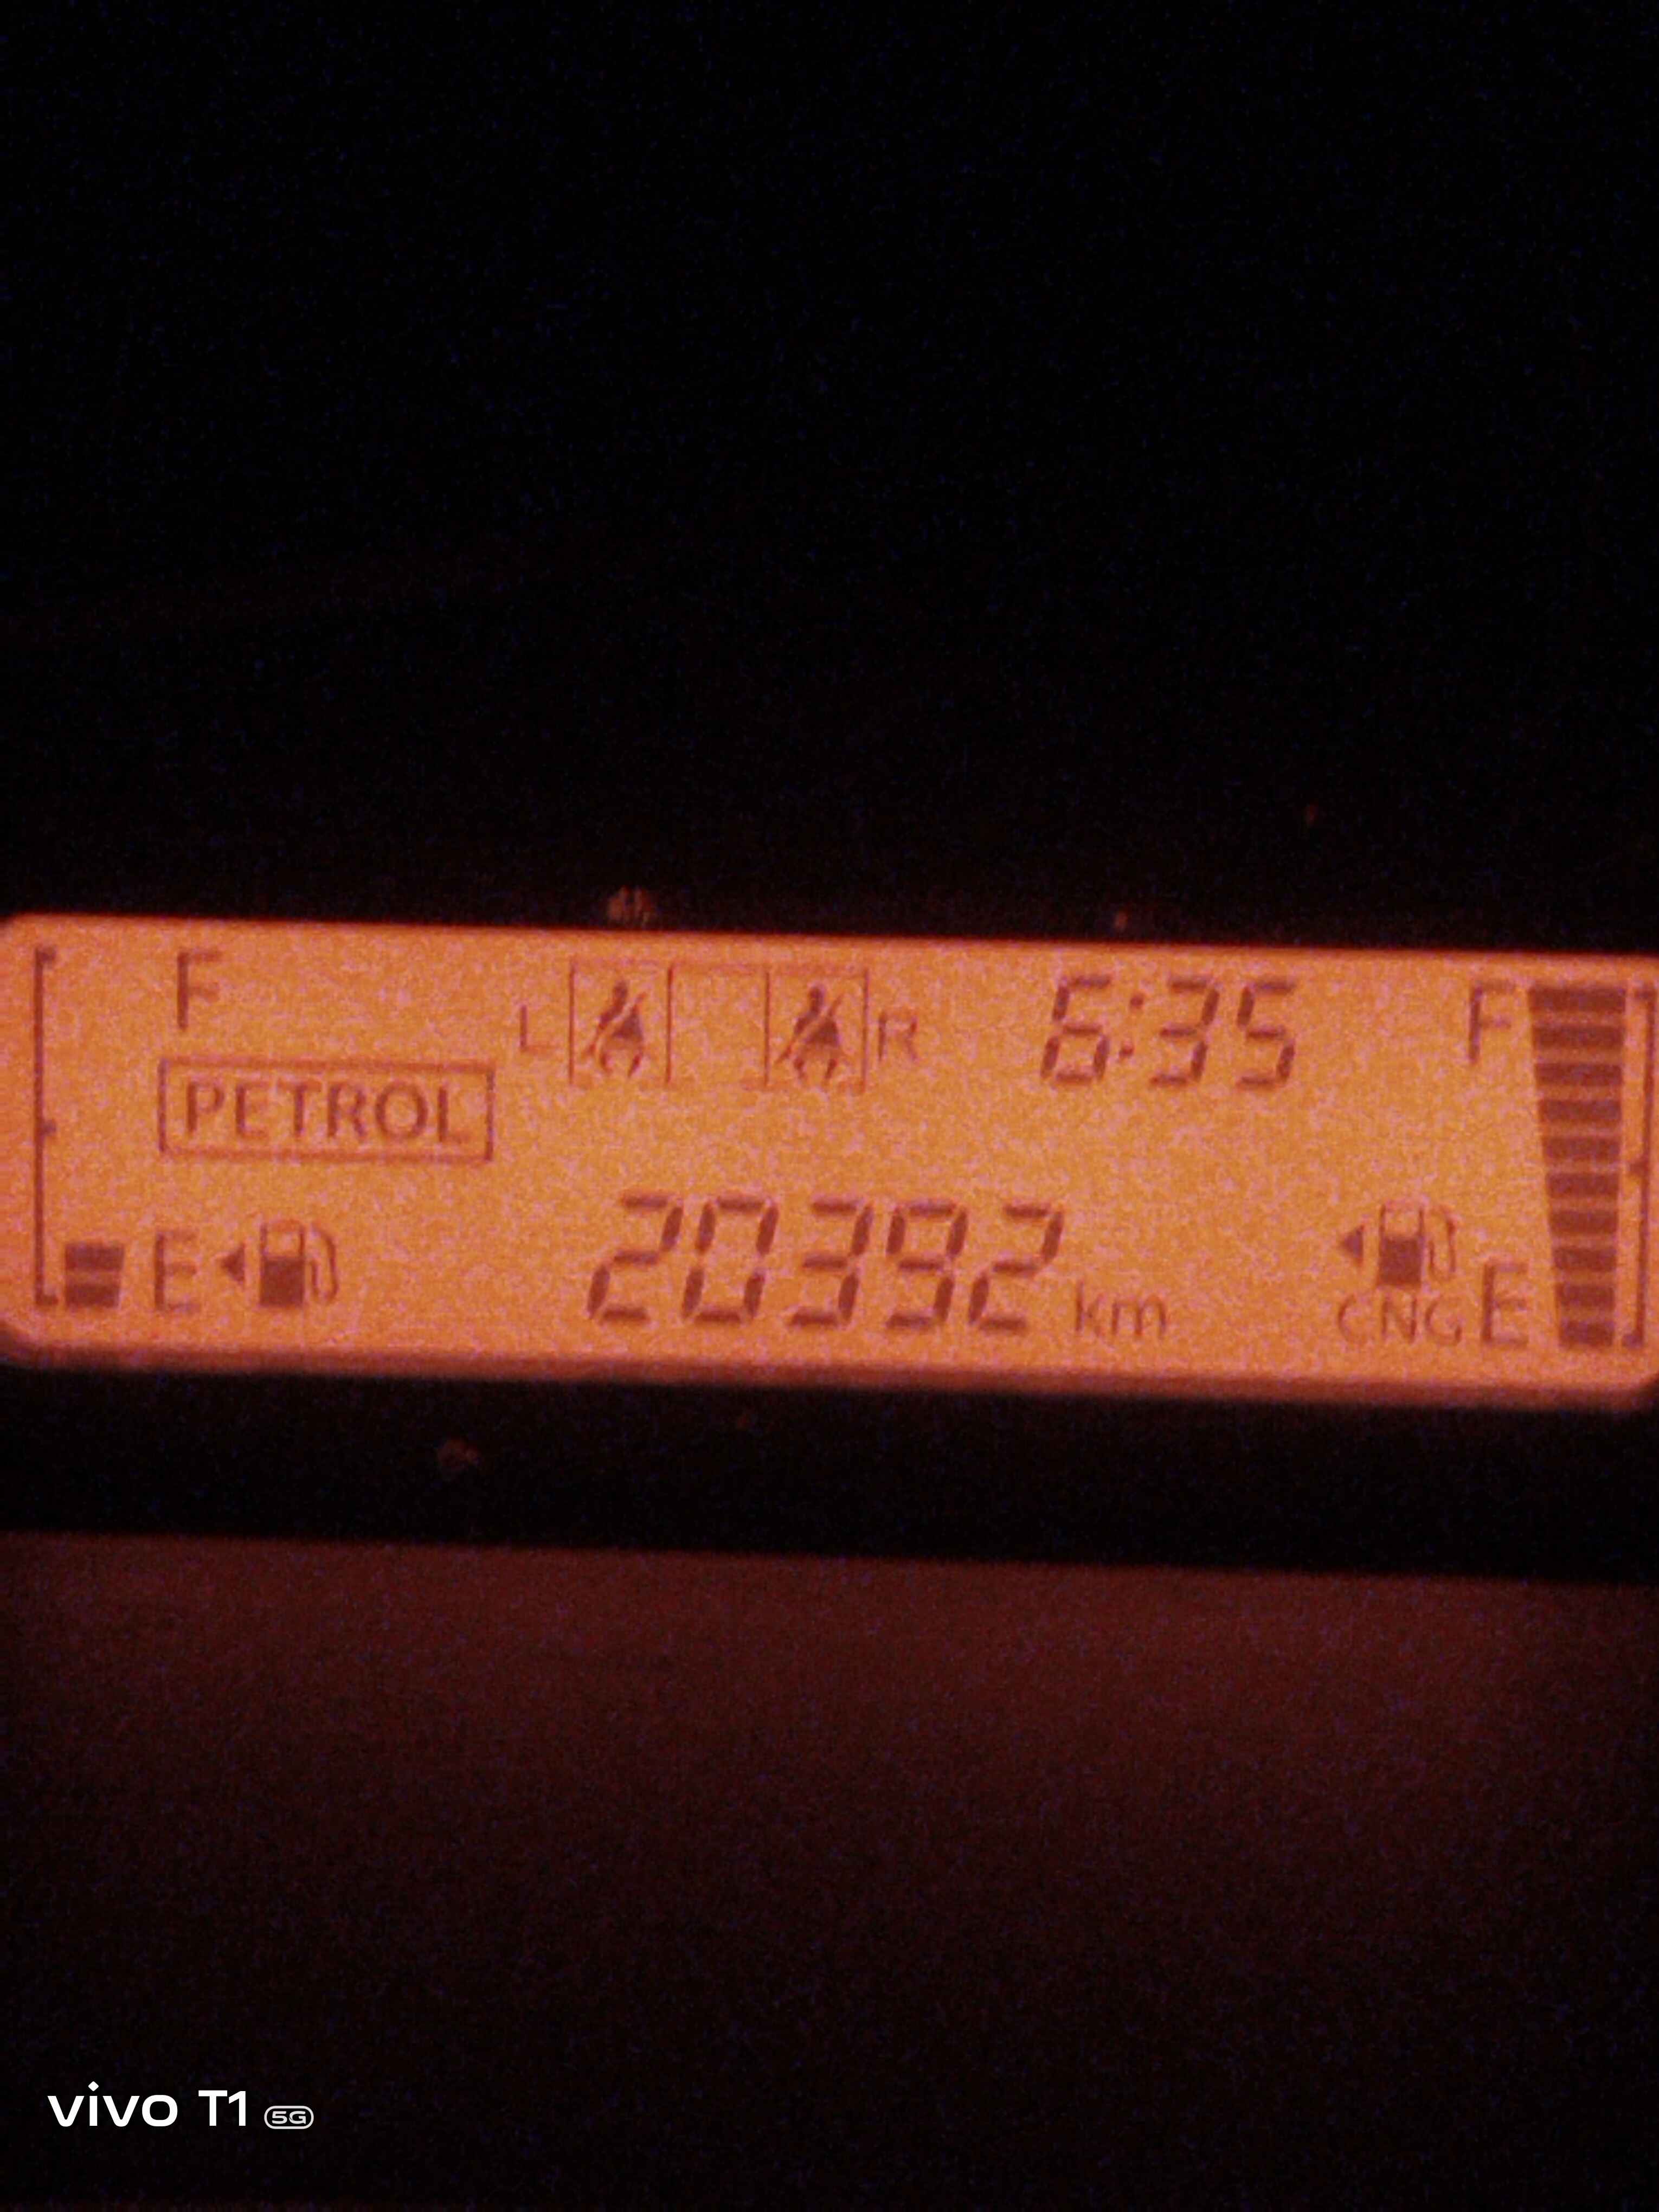 F L R 6:35 F
PETROL
E 20392 km CNG E
vivo T1 5G